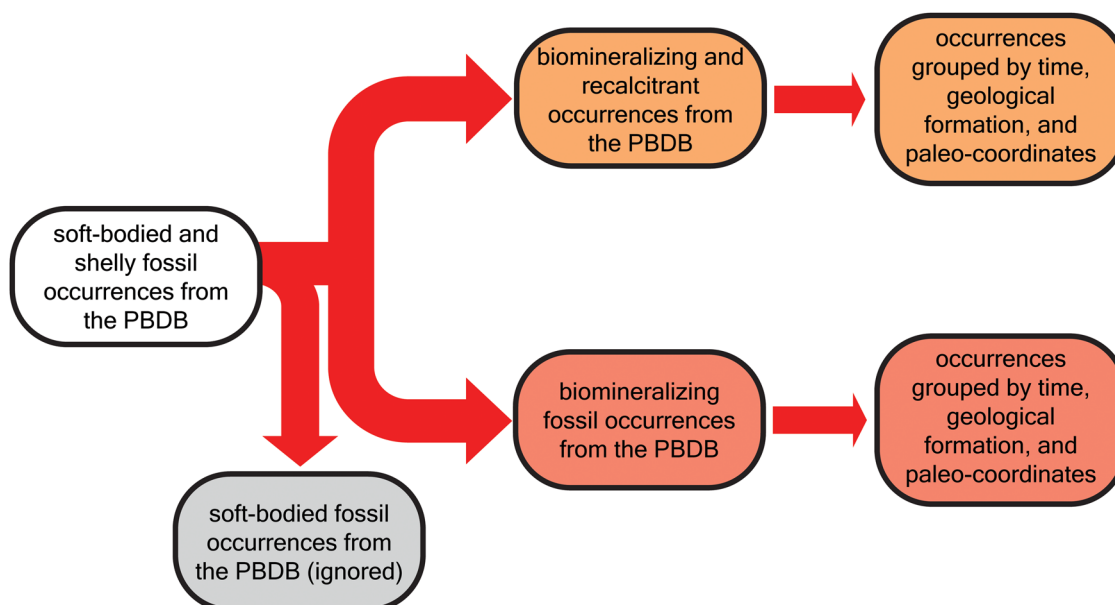 soft-bodied and
shelly fossil
occurrences from
the PBDB
biomineralizing and
recalcitrant
occurrences from
the PBDB
occurrences
grouped by time,
geological
formation, and
paleo-coordinates
biomineralizing
fossil occurrences
from the PBDB
occurrences
grouped by time,
geological
formation, and
paleo-coordinates
soft-bodied fossil
occurrences from
the PBDB (ignored)